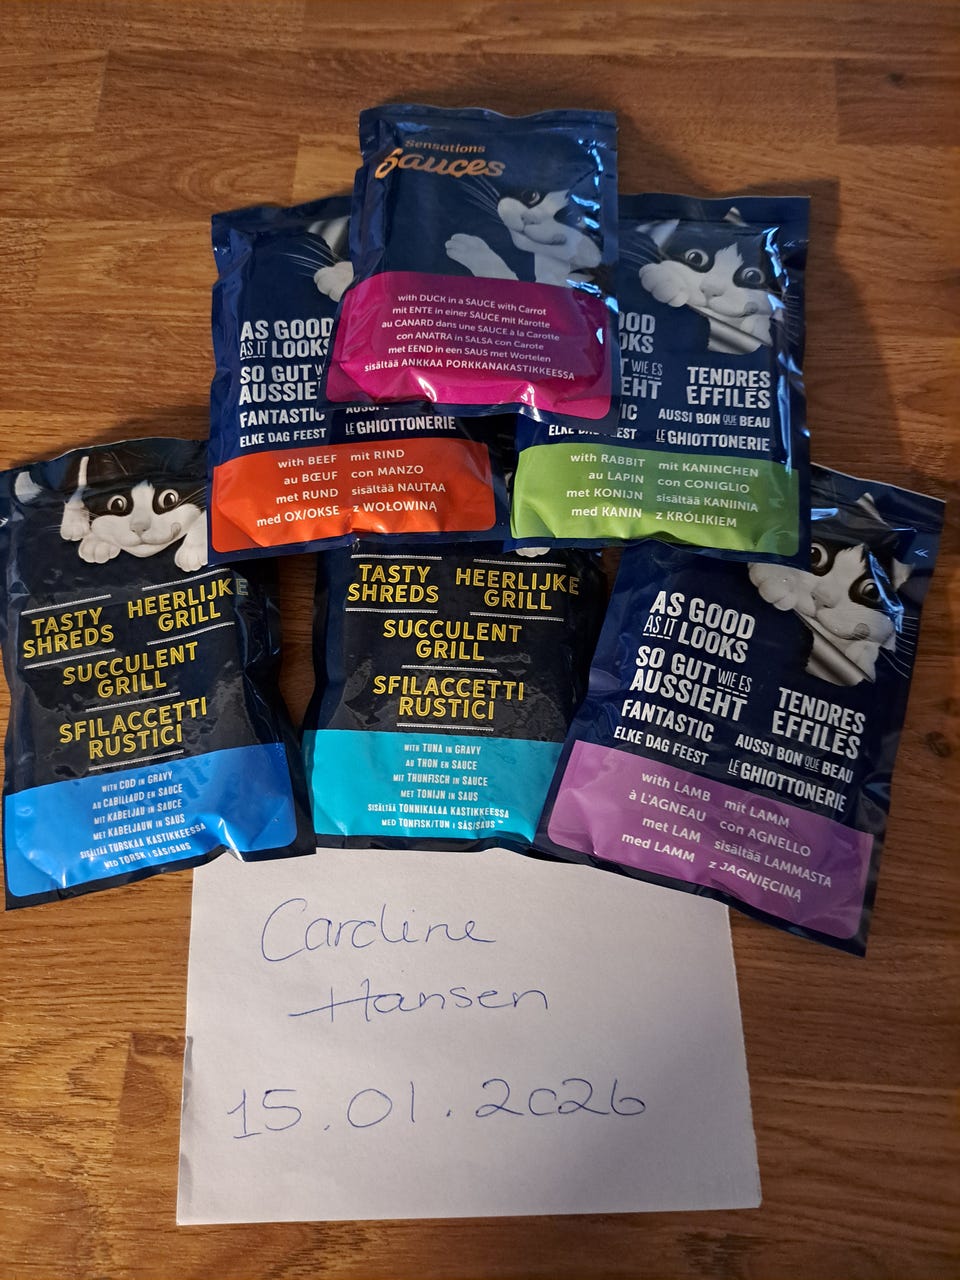 Sensations
Sauces
with DUCK in a SAUCE with Carrot
mit ENTE in einer SAUCE mit Karotte
au CANARD dans une SAUCE à la Carotte
con ANATRA in SALSA con Carote
met EEND in een SAUS met Wortelen
sisältää ANKKAA PORKKANAKASTIKKEESSA
AS GOOD
AS IT LOOKS
SO GUT
AUSSIEHT
FANTASTIC
ELKE DAG FEEST
AUSSI
LE GHIOTTONERIE
with BEEF mit RIND
au BŒUF con MANZO
met RUND sisältää NAUTAA
med OX/OKSE z WOŁOWINĄ
OOD
OKS
WIE ES
EHT
IC
ELKE DAG FEEST
TENDRES
EFFILÉS
AUSSI BON QUE BEAU
LE GHIOTTONERIE
with RABBIT mit KANINCHEN
au LAPIN con CONIGLIO
met KONIJN sisältää KANIINIA
med KANIN z KRÓLIKIEM
TASTY
SHREDS
HEERLIJKE
GRILL
SUCCULENT
GRILL
SFILACCETTI
RUSTICI
WITH COD IN GRAVY
AU CABILLAUD EN SAUCE
MIT KABELJAU IN SAUCE
MET KABELJAUW IN SAUS
SISÄLTÄÄ TURSKAA KASTIKKEESSA
MED TORSK I SÅS/SAUS
TASTY
SHREDS
HEERLIJKE
GRILL
SUCCULENT
GRILL
SFILACCETTI
RUSTICI
WITH TUNA IN GRAVY
AU THON EN SAUCE
MIT THUNFISCH IN SAUCE
MET TONIJN IN SAUS
SISÄLTÄÄ TONNIKALAA KASTIKKEESSA
MED TONFISK/TUN I SÅS/SAUS
AS GOOD
AS IT LOOKS
SO GUT WIE ES
AUSSIEHT
FANTASTIC
ELKE DAG FEEST
TENDRES
EFFILÉS
AUSSI BON QUE BEAU
LE GHIOTTONERIE
with LAMB mit LAMM
à L'AGNEAU con AGNELLO
met LAM sisältää LAMMASTA
med LAMM z JAGNIĘCINĄ
Caroline
Hansen
15.01.2026